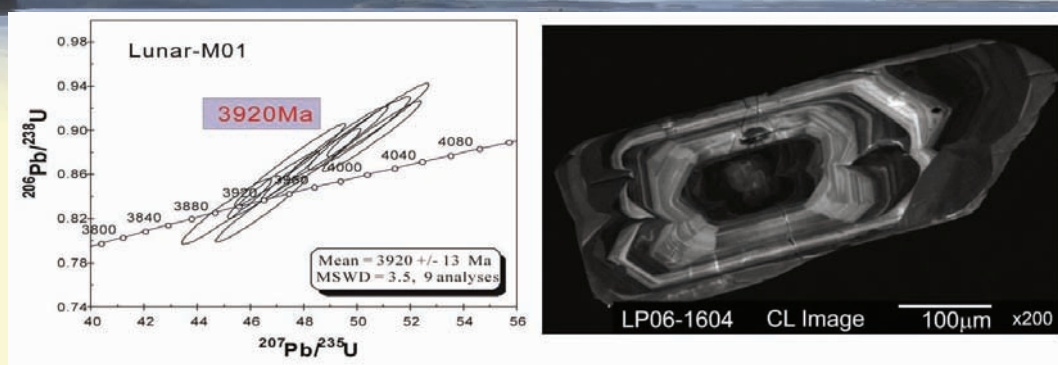 Lunar-M01
3920Ma
0.98
0.94
0.90
0.86
0.82
0.78
0.74
²⁰⁶Pb/²³⁸U
3800
3840
3880
3920
3960
4000
4040
4080
Mean = 3920 +/- 13 Ma
MSWD = 3.5, 9 analyses
40 42 44 46 48 50 52 54 56
²⁰⁷Pb/²³⁵U
LP06-1604 CL Image 100μm x200